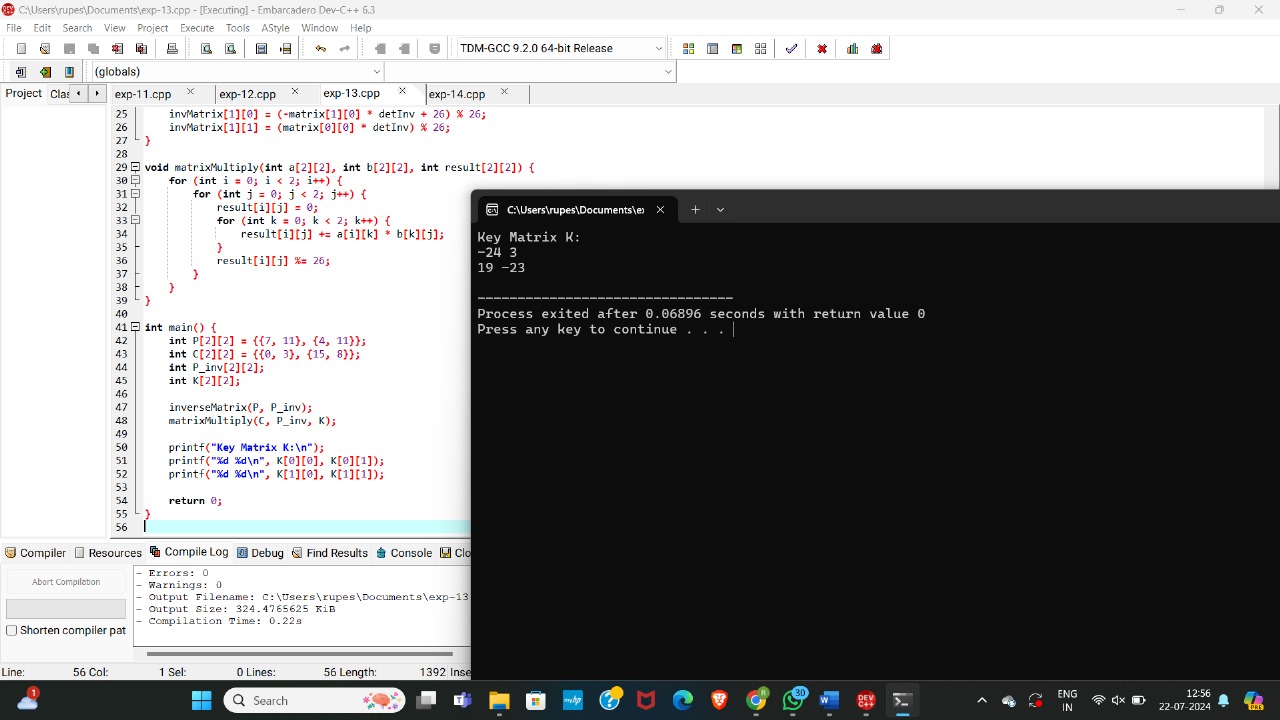 C:\Users\rupes\Documents\exp-13.cpp - [Executing] - Embarcadero Dev-C++ 6.3
File Edit Search View Project Execute Tools AStyle Window Help
TDM-GCC 9.2.0 64-bit Release
(globals)
Project Clas exp-11.cpp exp-12.cpp exp-13.cpp exp-14.cpp
25 invMatrix[1][0] = (-matrix[1][0] * detInv + 26) % 26;
26 invMatrix[1][1] = (matrix[0][0] * detInv) % 26;
27 }
28
29 void matrixMultiply(int a[2][2], int b[2][2], int result[2][2]) {
30 for (int i = 0; i < 2; i++) {
31 for (int j = 0; j < 2; j++) {
32 result[i][j] = 0;
33 for (int k = 0; k < 2; k++) {
34 result[i][j] += a[i][k] * b[k][j];
35 }
36 result[i][j] %= 26;
37 }
38 }
39 }
40
41 int main() {
42 int P[2][2] = {{7, 11}, {4, 11}};
43 int C[2][2] = {{0, 3}, {15, 8}};
44 int P_inv[2][2];
45 int K[2][2];
46
47 inverseMatrix(P, P_inv);
48 matrixMultiply(C, P_inv, K);
49
50 printf("Key Matrix K:\n");
51 printf("%d %d\n", K[0][0], K[0][1]);
52 printf("%d %d\n", K[1][0], K[1][1]);
53
54 return 0;
55 }
56
C:\Users\rupes\Documents\e
Key Matrix K:
-24 3
19 -23
--------------------------------
Process exited after 0.06896 seconds with return value 0
Press any key to continue . . .
Compiler Resources Compile Log Debug Find Results Console Clo
Abort Compilation
Shorten compiler pat
- Errors: 0
- Warnings: 0
- Output Filename: C:\Users\rupes\Documents\exp-13
- Output Size: 324.4765625 KiB
- Compilation Time: 0.22s
Line: 56 Col: 1 Sel: 0 Lines: 56 Length: 1392 Inse
1
Search
30
ENG
IN
12:56
22-07-2024